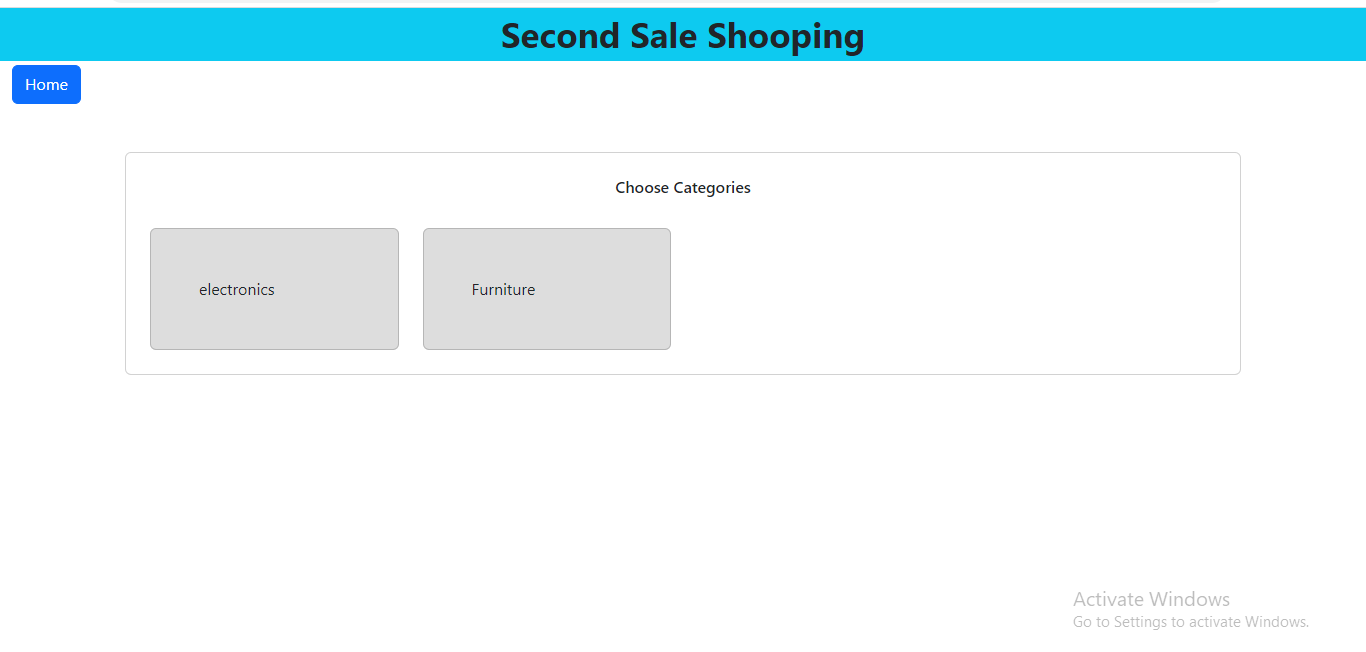 Second Sale Shooping
Home
Choose Categories
electronics
Furniture
Activate Windows
Go to Settings to activate Windows.